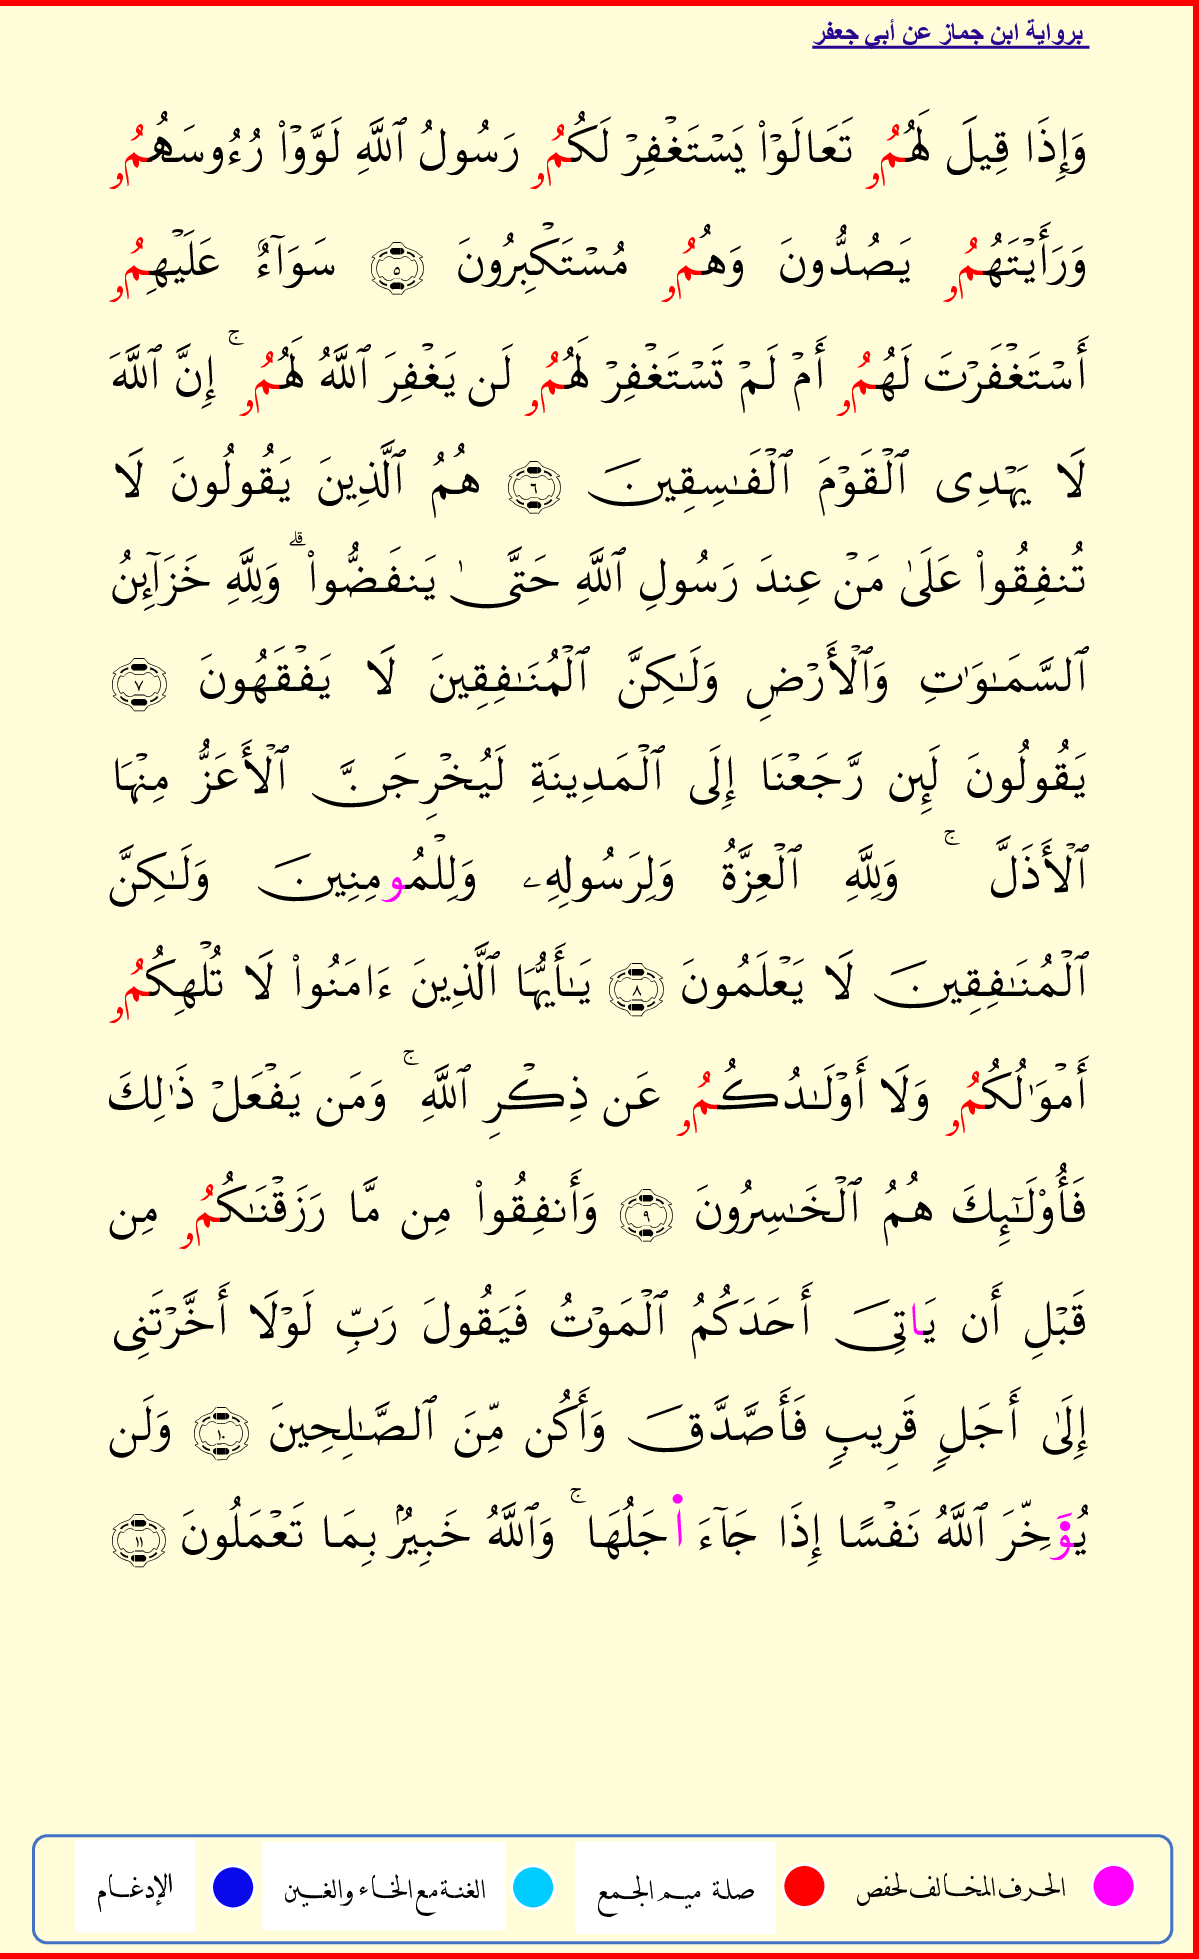 برواية ابن جماز عن أبي جعفر
وَإِذَا قِيلَ لَهُمُۥ تَعَالَوۡاْ يَسۡتَغۡفِرۡ لَكُمُۥ رَسُولُ ٱللَّهِ لَوَّوۡاْ رُءُوسَهُمُۥ
وَرَأَيۡتَهُمُۥ يَصُدُّونَ وَهُمُۥ مُسۡتَكۡبِرُونَ ٥ سَوَآءٌ عَلَيۡهِمُۥ
أَسۡتَغۡفَرۡتَ لَهُمُۥ أَمۡ لَمۡ تَسۡتَغۡفِرۡ لَهُمُۥ لَن يَغۡفِرَ ٱللَّهُ لَهُمُۥ ۚ إِنَّ ٱللَّهَ
لَا يَهۡدِى ٱلۡقَوۡمَ ٱلۡفَـٰسِقِينَ ٦ هُمُ ٱلَّذِينَ يَقُولُونَ لَا
تُنفِقُواْ عَلَىٰ مَنۡ عِندَ رَسُولِ ٱللَّهِ حَتَّىٰ يَنفَضُّواْ ۗ وَلِلَّهِ خَزَآئِنُ
ٱلسَّمَـٰوَٰتِ وَٱلۡأَرۡضِ وَلَـٰكِنَّ ٱلۡمُنَـٰفِقِينَ لَا يَفۡقَهُونَ ٧
يَقُولُونَ لَئِن رَّجَعۡنَا إِلَى ٱلۡمَدِينَةِ لَيُخۡرِجَنَّ ٱلۡأَعَزُّ مِنۡهَا
ٱلۡأَذَلَّ ۚ وَلِلَّهِ ٱلۡعِزَّةُ وَلِرَسُولِهِۦ وَلِلۡمُومِنِينَ وَلَـٰكِنَّ
ٱلۡمُنَـٰفِقِينَ لَا يَعۡلَمُونَ ٨ يَـٰأَيُّهَا ٱلَّذِينَ ءَامَنُواْ لَا تُلۡهِكُمُۥ
أَمۡوَٰلُكُمُۥ وَلَا أَوۡلَـٰدُكُمُۥ عَن ذِكۡرِ ٱللَّهِ ۚ وَمَن يَفۡعَلۡ ذَٰلِكَ
فَأُوْلَـٰٓئِكَ هُمُ ٱلۡخَـٰسِرُونَ ٩ وَأَنفِقُواْ مِن مَّا رَزَقۡنَـٰكُمُۥ مِن
قَبۡلِ أَن يَاتِىَ أَحَدَكُمُ ٱلۡمَوۡتُ فَيَقُولَ رَبِّ لَوۡلَا أَخَّرۡتَنِى
إِلَىٰ أَجَلٍ قَرِيبٍ فَأَصَّدَّقَ وَأَكُن مِّنَ ٱلصَّـٰلِحِينَ ١٠ وَلَن
يُوَ۬خِّرَ ٱللَّهُ نَفۡسًا إِذَا جَآءَ ا۬جَلُهَا ۚ وَٱللَّهُ خَبِيرُۢ بِمَا تَعۡمَلُونَ ١١
الحرف المخالف لحفص صلة ميم الجمع الغنة مع الخاء والغين الإدغام